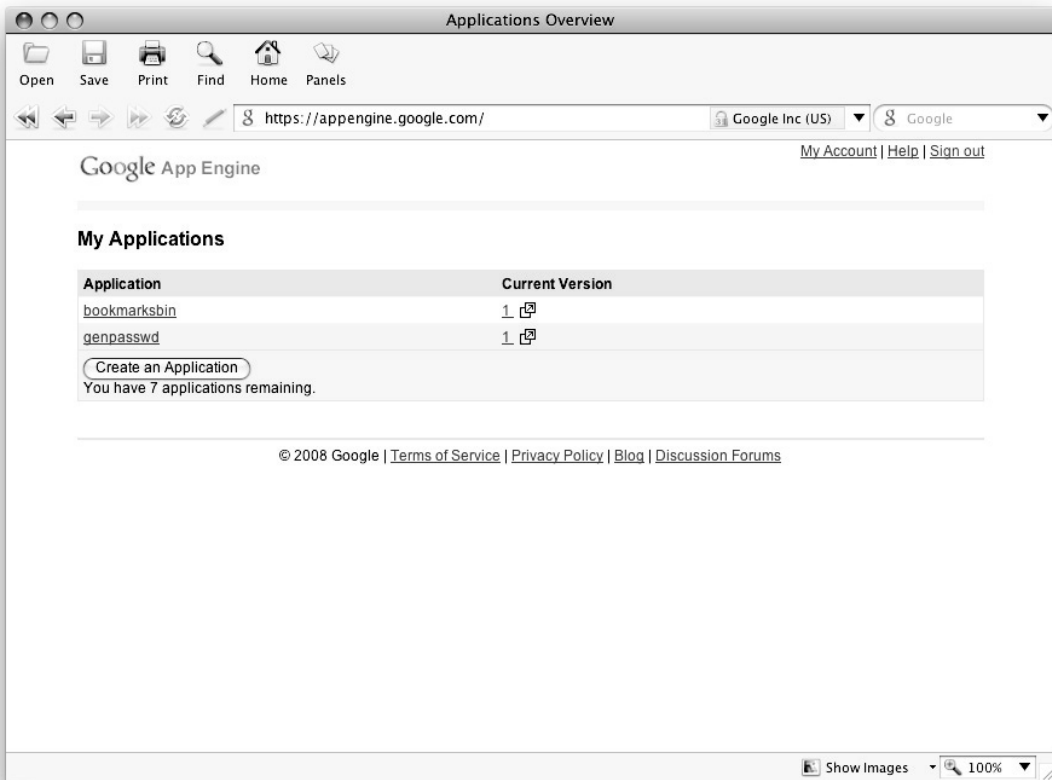 Applications Overview
Open Save Print Find Home Panels
https://appengine.google.com/ Google Inc (US) Google
My Account | Help | Sign out
Google App Engine
My Applications
Application Current Version
bookmarksbin 1
genpasswd 1
Create an Application
You have 7 applications remaining.
© 2008 Google | Terms of Service | Privacy Policy | Blog | Discussion Forums
Show Images 100%